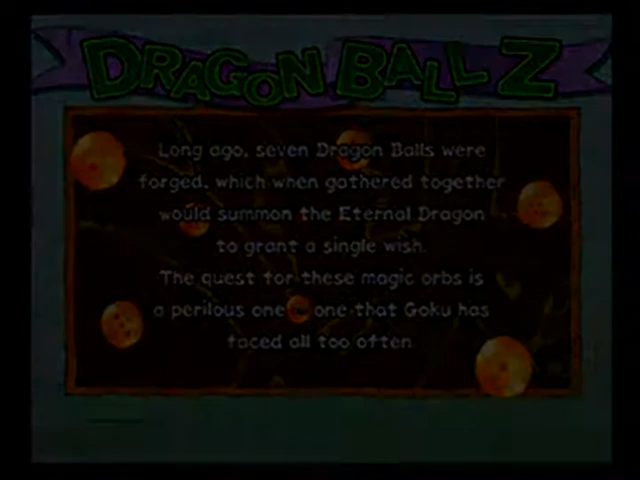 DRAGON BALL Z
Long ago, seven Dragon Balls were
forged, which when gathered together
would summon the Eternal Dragon
to grant a single wish.
The quest for these magic orbs is
a perilous one - one that Goku has
faced all too often.